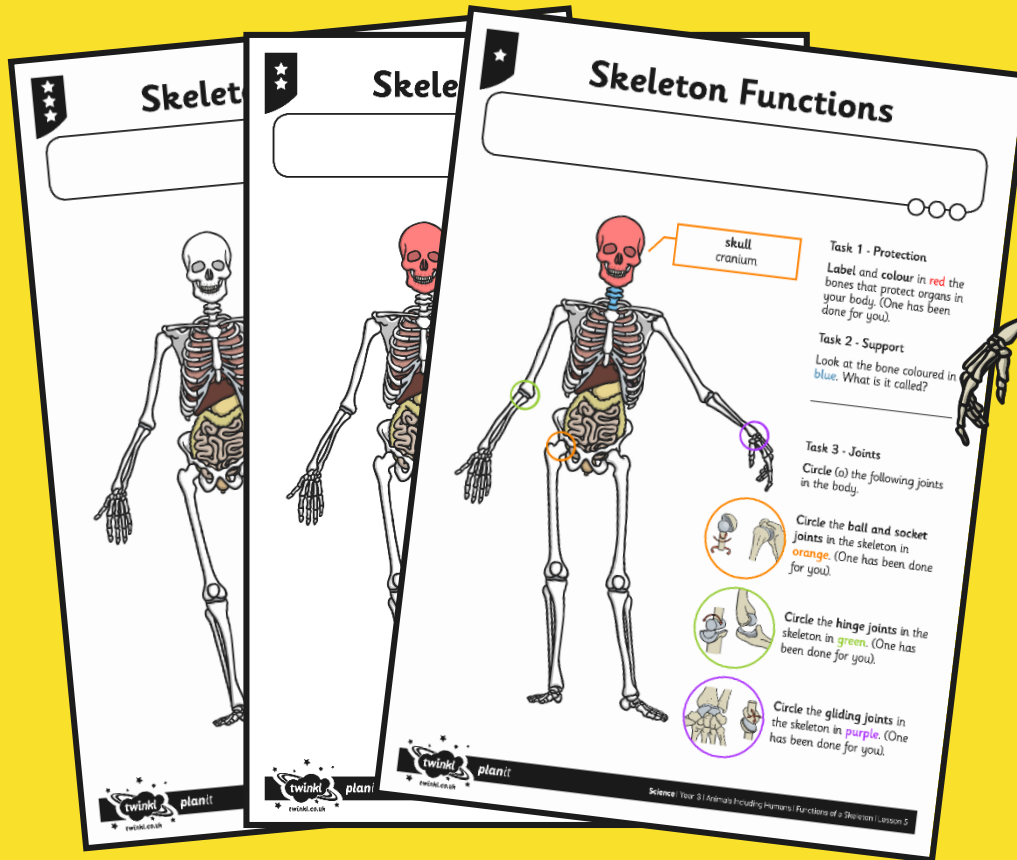 Skelet
twinkl
twinkl.co.uk
planit
Skele
twinkl
twinkl.co.uk
plani
Skeleton Functions
skull
cranium
Task 1 - Protection
Label and colour in red the
bones that protect organs in
your body. (One has been
done for you).
Task 2 - Support
Look at the bone coloured in
blue. What is it called?
Task 3 - Joints
Circle (o) the following joints
in the body.
Circle the ball and socket
joints in the skeleton in
orange. (One has been done
for you).
Circle the hinge joints in the
skeleton in green. (One has
been done for you).
Circle the gliding joints in
the skeleton in purple. (One
has been done for you).
twinkl
twinkl.co.uk
planit
Science | Year 3 | Animals Including Humans | Functions of a Skeleton | Lesson 5